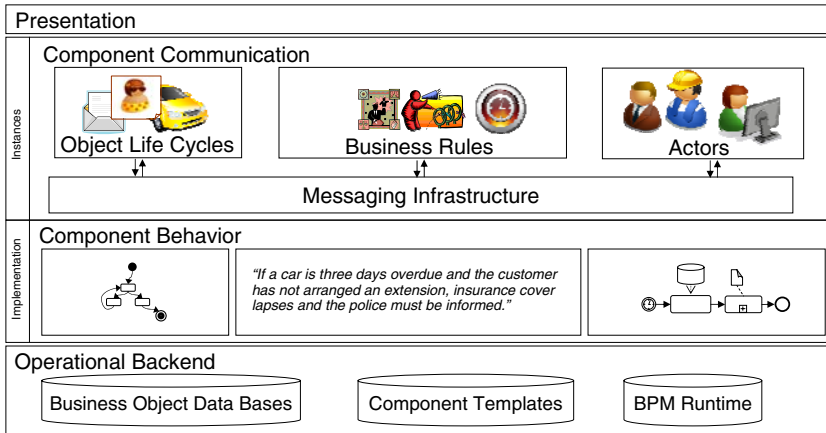 Presentation
Instances
Component Communication
Object Life Cycles
Business Rules
Actors
Messaging Infrastructure
Implementation
Component Behavior
“If a car is three days overdue and the customer
has not arranged an extension, insurance cover
lapses and the police must be informed.”
Operational Backend
Business Object Data Bases
Component Templates
BPM Runtime